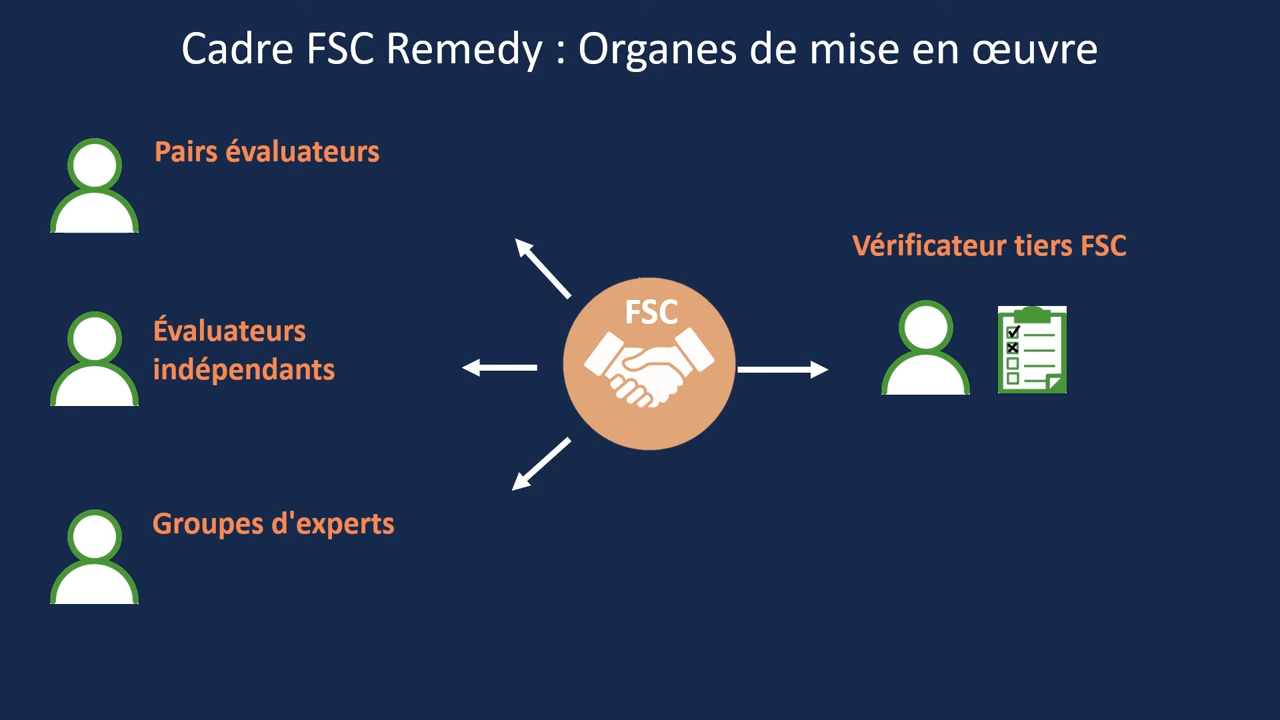 Cadre FSC Remedy : Organes de mise en œuvre
Pairs évaluateurs
Évaluateurs
indépendants
Groupes d'experts
FSC
Vérificateur tiers FSC